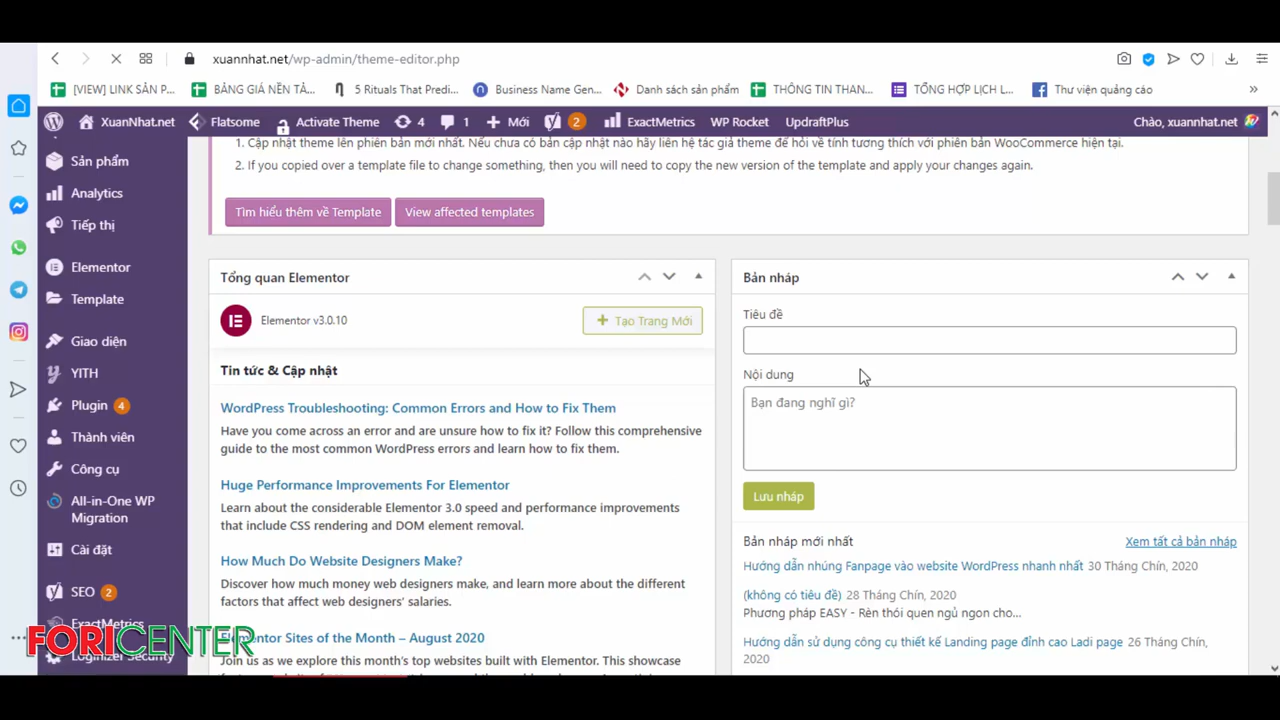 xuannhat.net/wp-admin/theme-editor.php
[VIEW] LINK SẢN P...
BẢNG GIÁ NỀN TẢ...
5 Rituals That Predi...
Business Name Gen...
Danh sách sản phẩm
THÔNG TIN THAN...
TỔNG HỢP LỊCH L...
Thư viện quảng cáo
XuanNhat.net
Flatsome
Activate Theme
4
1
Mới
2
ExactMetrics
WP Rocket
UpdraftPlus
Chào, xuannhat.net
Sản phẩm
Analytics
Tiếp thị
Elementor
Template
Giao diện
YITH
Plugin 4
Thành viên
Công cụ
All-in-One WP
Migration
Cài đặt
SEO 2
ExactMetrics
Loginizer Security
FORICENTER
1. Cập nhật theme lên phiên bản mới nhất. Nếu chưa có bản cập nhật nào hãy liên hệ tác giả theme để hỏi về tính tương thích với phiên bản WooCommerce hiện tại.
2. If you copied over a template file to change something, then you will need to copy the new version of the template and apply your changes again.
Tìm hiểu thêm về Template
View affected templates
Tổng quan Elementor
Elementor v3.0.10
+ Tạo Trang Mới
Tin tức & Cập nhật
WordPress Troubleshooting: Common Errors and How to Fix Them
Have you come across an error and are unsure how to fix it? Follow this comprehensive
guide to the most common WordPress errors and learn how to fix them.
Huge Performance Improvements For Elementor
Learn about the considerable Elementor 3.0 speed and performance improvements
that include CSS rendering and DOM element removal.
How Much Do Website Designers Make?
Discover how much money web designers make, and learn more about the different
factors that affect web designers' salaries.
Elementor Sites of the Month – August 2020
Join us as we explore this month's top websites built with Elementor. This showcase
Bản nháp
Tiêu đề
Nội dung
Bạn đang nghĩ gì?
Lưu nháp
Bản nháp mới nhất
Xem tất cả bản nháp
Hướng dẫn nhúng Fanpage vào website WordPress nhanh nhất 30 Tháng Chín, 2020
(không có tiêu đề) 28 Tháng Chín, 2020
Phương pháp EASY - Rèn thói quen ngủ ngon cho...
Hướng dẫn sử dụng công cụ thiết kế Landing page đỉnh cao Ladi page 26 Tháng Chín,
2020